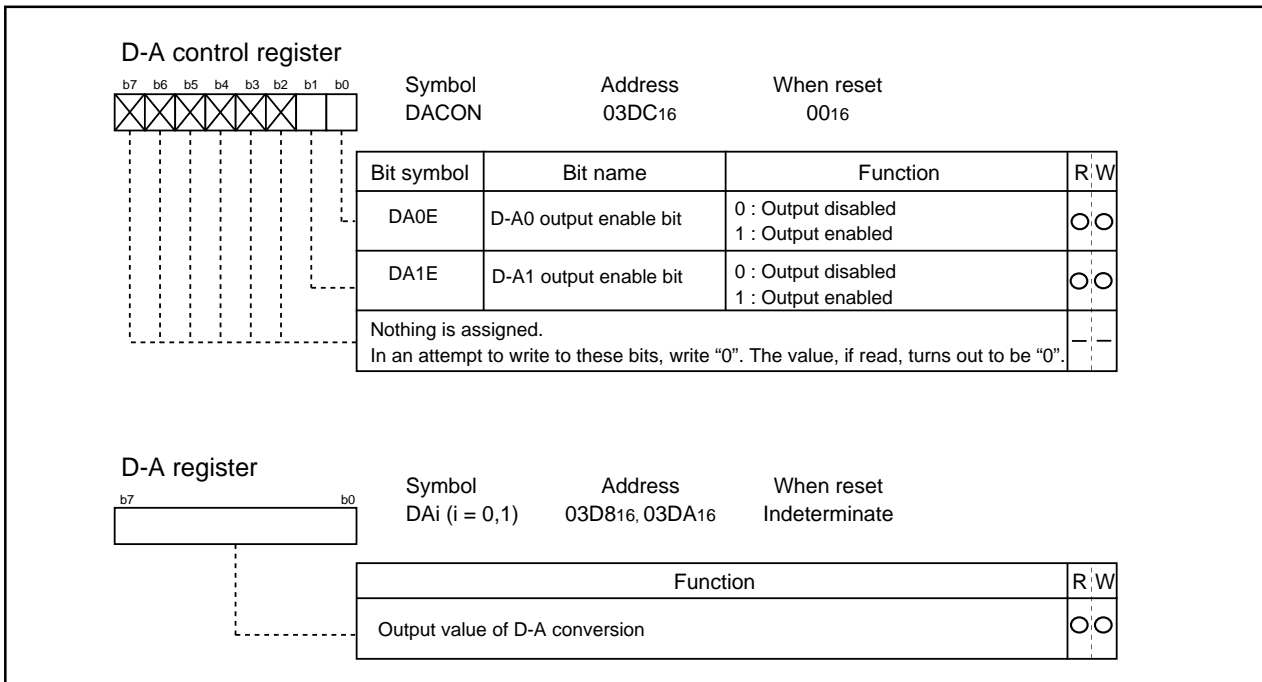 D-A control register
b7 b6 b5 b4 b3 b2 b1 b0
Symbol Address When reset
DACON 03DC16 0016
Bit symbol Bit name Function R W
DA0E D-A0 output enable bit 0 : Output disabled
1 : Output enabled
DA1E D-A1 output enable bit 0 : Output disabled
1 : Output enabled
Nothing is assigned.
In an attempt to write to these bits, write “0”. The value, if read, turns out to be “0”.
D-A register
b7 b0
Symbol Address When reset
DAi (i = 0,1) 03D816, 03DA16 Indeterminate
Function R W
Output value of D-A conversion